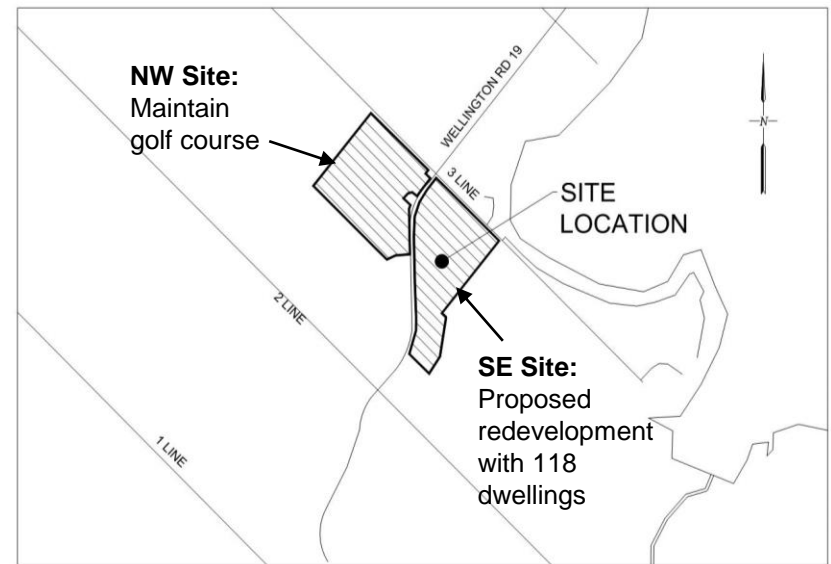 NW Site:
Maintain
golf course
WELLINGTON RD 19
N
3 LINE
SITE
LOCATION
2 LINE
SE Site:
Proposed
redevelopment
with 118
dwellings
1 LINE